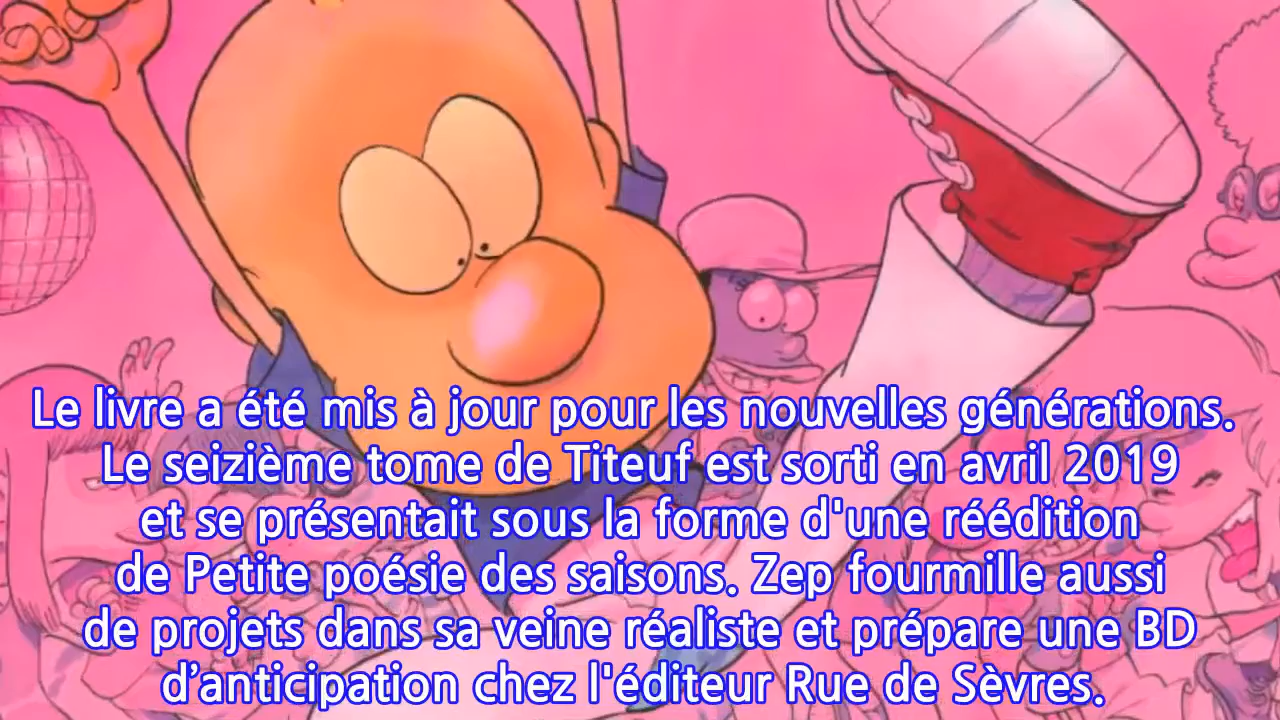 Le livre a été mis à jour pour les nouvelles générations.
Le seizième tome de Titeuf est sorti en avril 2019
et se présentait sous la forme d'une réédition
de Petite poésie des saisons. Zep fourmille aussi
de projets dans sa veine réaliste et prépare une BD
d’anticipation chez l'éditeur Rue de Sèvres.